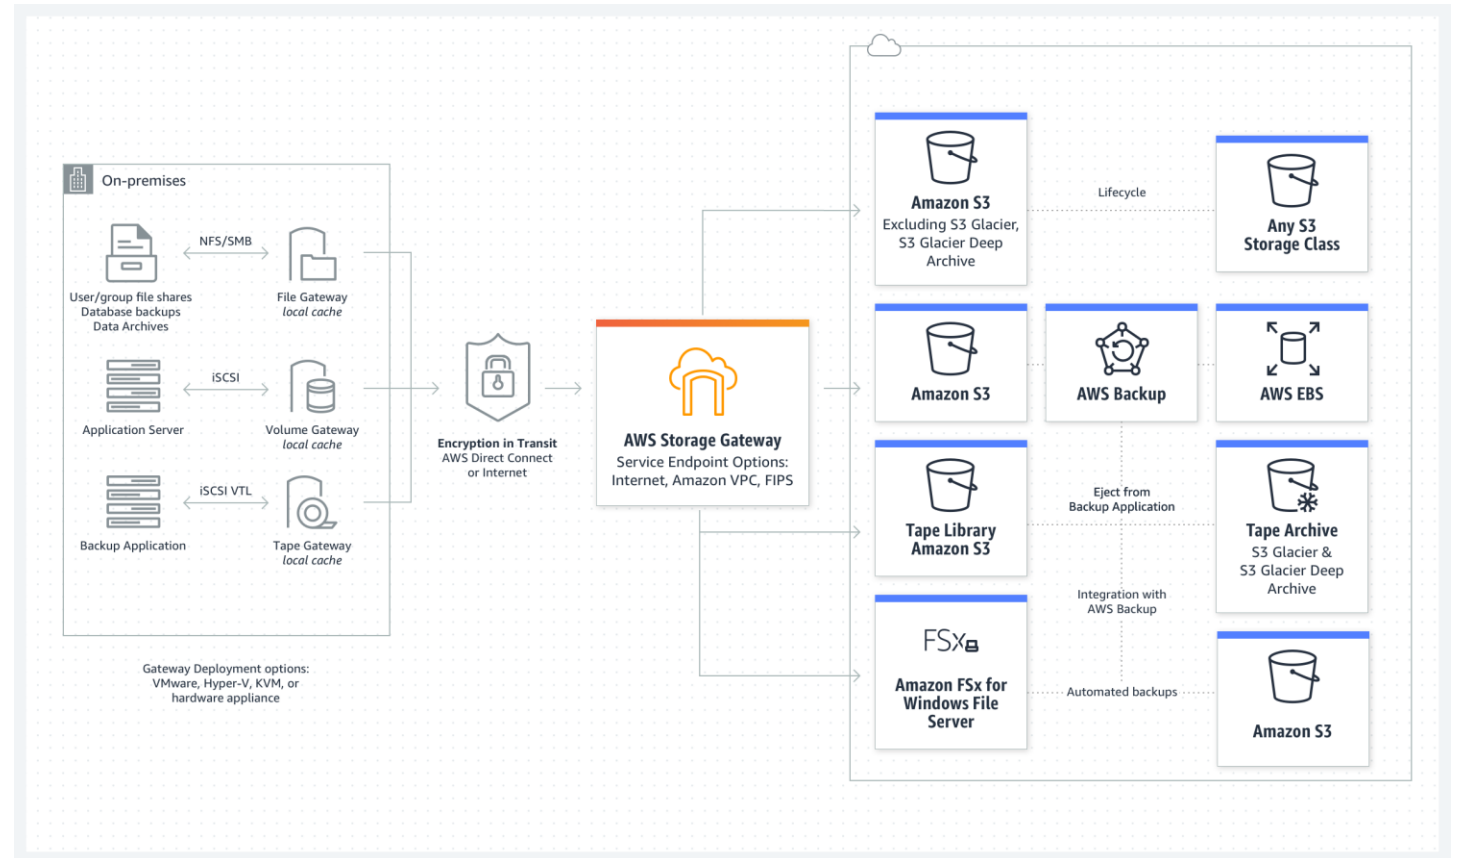 On-premises
NFS/SMB
User/group file shares
Database backups
Data Archives
File Gateway
local cache
iSCSI
Application Server
Volume Gateway
local cache
iSCSI VTL
Backup Application
Tape Gateway
local cache
Gateway Deployment options:
VMware, Hyper-V, KVM, or
hardware appliance
Encryption in Transit
AWS Direct Connect
or Internet
AWS Storage Gateway
Service Endpoint Options:
Internet, Amazon VPC, FIPS
Amazon S3
Excluding S3 Glacier,
S3 Glacier Deep
Archive
Lifecycle
Any S3
Storage Class
Amazon S3
AWS Backup
AWS EBS
Tape Library
Amazon S3
Eject from
Backup Application
Tape Archive
S3 Glacier &
S3 Glacier Deep
Archive
Integration with
AWS Backup
FSx
Amazon FSx for
Windows File
Server
Automated backups
Amazon S3